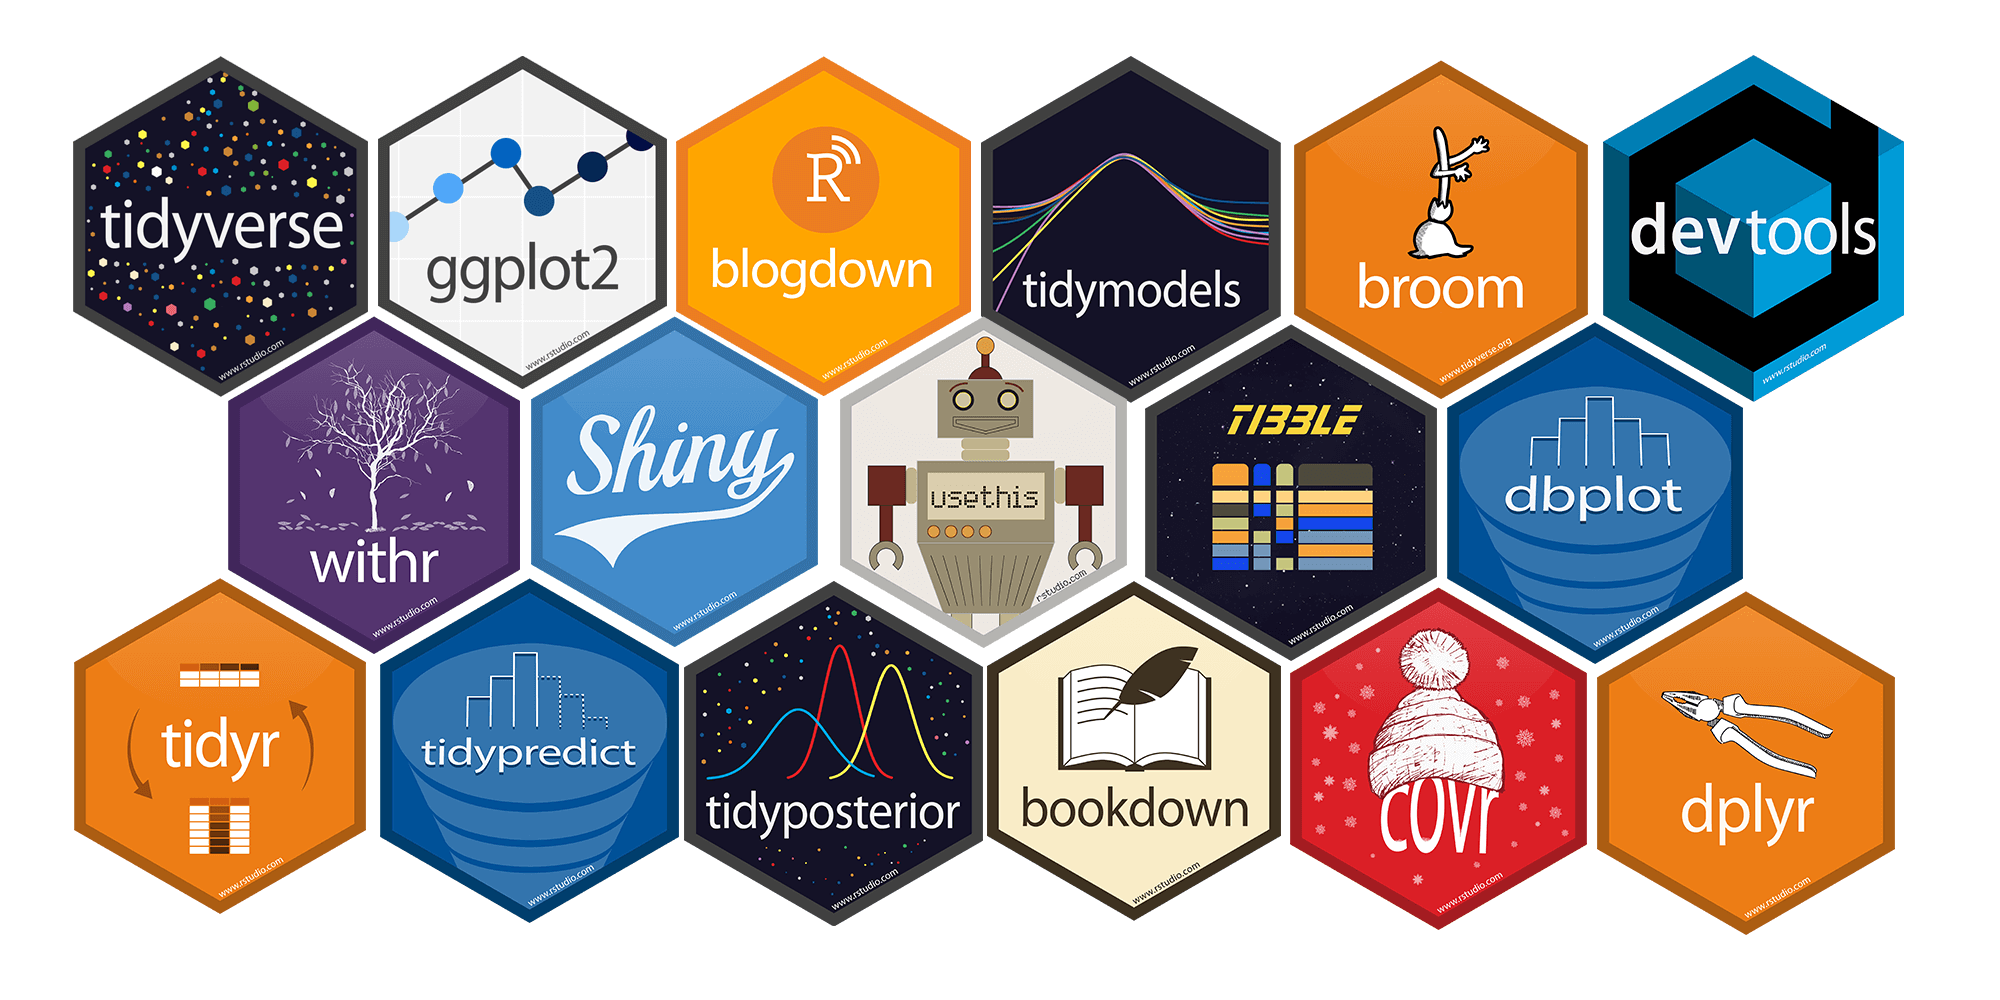 tidyverse
www.rstudio.com
ggplot2
www.rstudio.com
R
blogdown
www.rstudio.com
tidymodels
www.rstudio.com
broom
www.tidyverse.org
devtools
www.rstudio.com
withr
www.rstudio.com
Shiny
www.rstudio.com
usethis
rstudio.com
TIBBLE
www.rstudio.com
dbplot
www.rstudio.com
tidyr
www.rstudio.com
tidypredict
www.rstudio.com
tidyposterior
www.rstudio.com
bookdown
www.rstudio.com
covr
www.rstudio.com
dplyr
www.rstudio.com